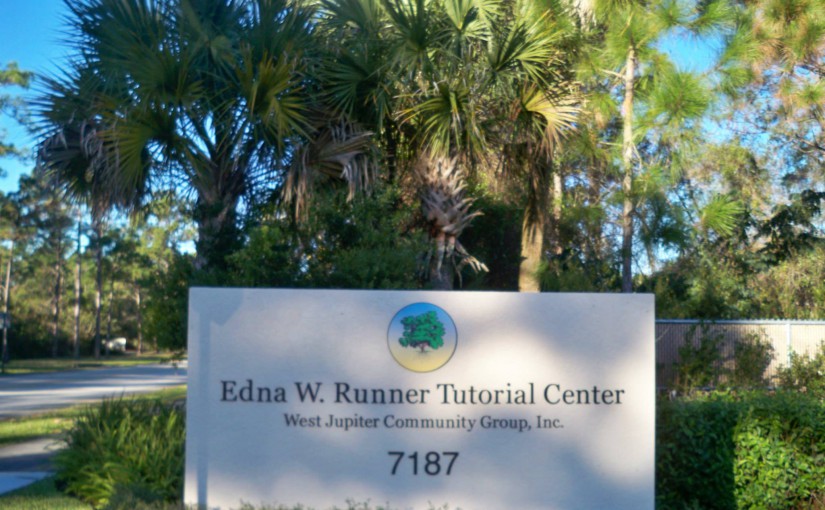 Edna W. Runner Tutorial Center
West Jupiter Community Group, Inc.
7187